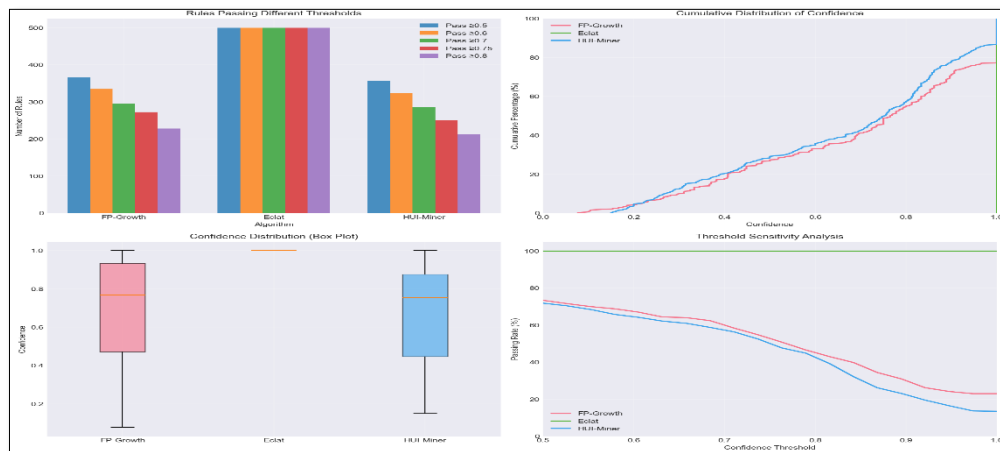 Rules Passing Different Thresholds
500
400
300
200
100
0
Number of Rules
Pass ≥0.5
Pass ≥0.6
Pass ≥0.7
Pass ≥0.75
Pass ≥0.8
FP-Growth
Eclat
HUI-Miner
Algorithm
Cumulative Distribution of Confidence
100
80
60
40
20
0
Cumulative Percentage (%)
FP-Growth
Eclat
HUI-Miner
0.0
0.2
0.4
0.6
0.8
1.0
Confidence
Confidence Distribution (Box Plot)
1.0
0.8
0.6
0.4
0.2
Confidence
FP Growth
Eclat
HUI Miner
Threshold Sensitivity Analysis
100
80
60
40
20
0
Passing Rate (%)
FP-Growth
Eclat
HUI-Miner
0.5
0.6
0.7
0.8
0.9
1.0
Confidence Threshold